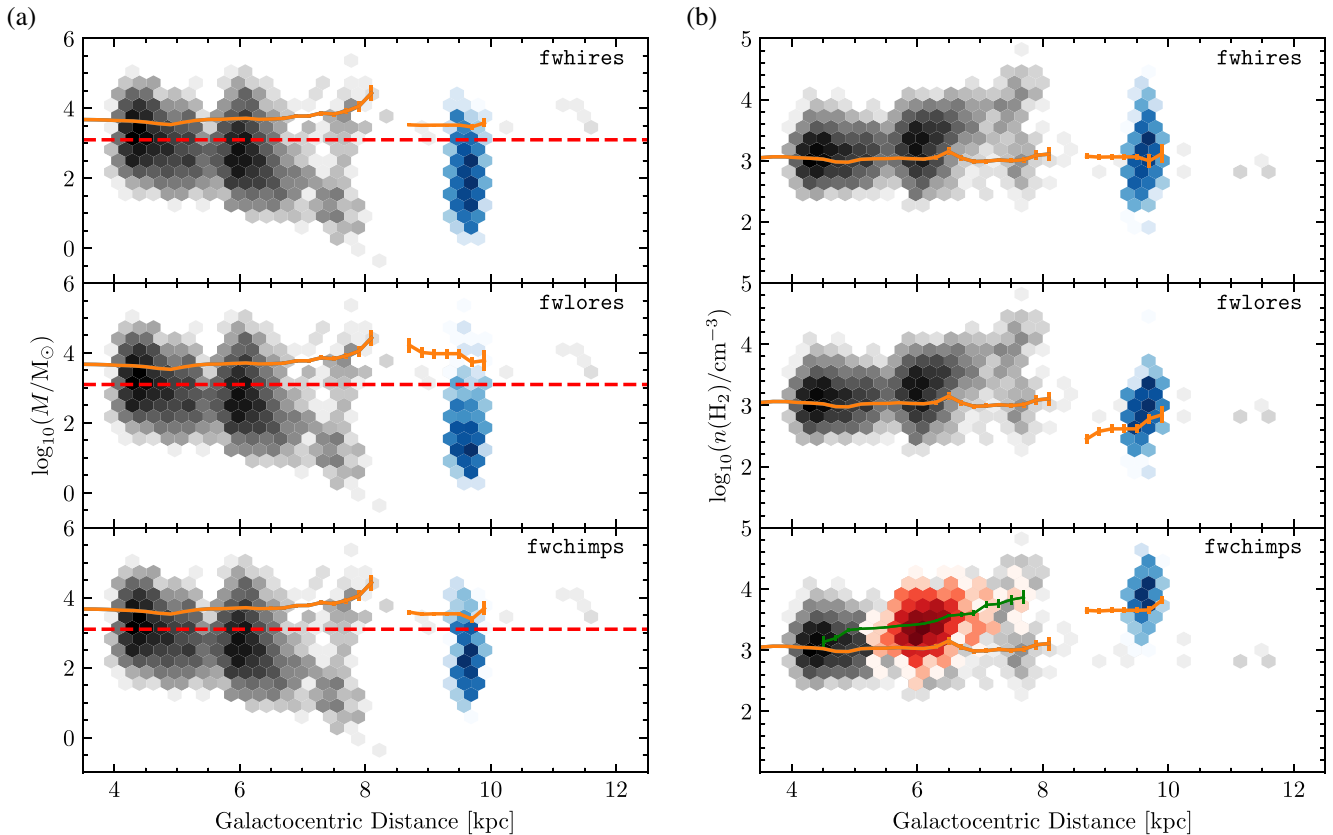 (a)
(b)
6
fwhires
4
2
0
6
fwlores
4
2
0
6
fwchimps
4
2
0
4
6
8
10
12
log₁₀(M/M⊙)
Galactocentric Distance [kpc]
5
fwhires
4
3
2
5
fwlores
4
3
2
5
fwchimps
4
3
2
4
6
8
10
12
log₁₀(n(H₂)/cm⁻³)
Galactocentric Distance [kpc]